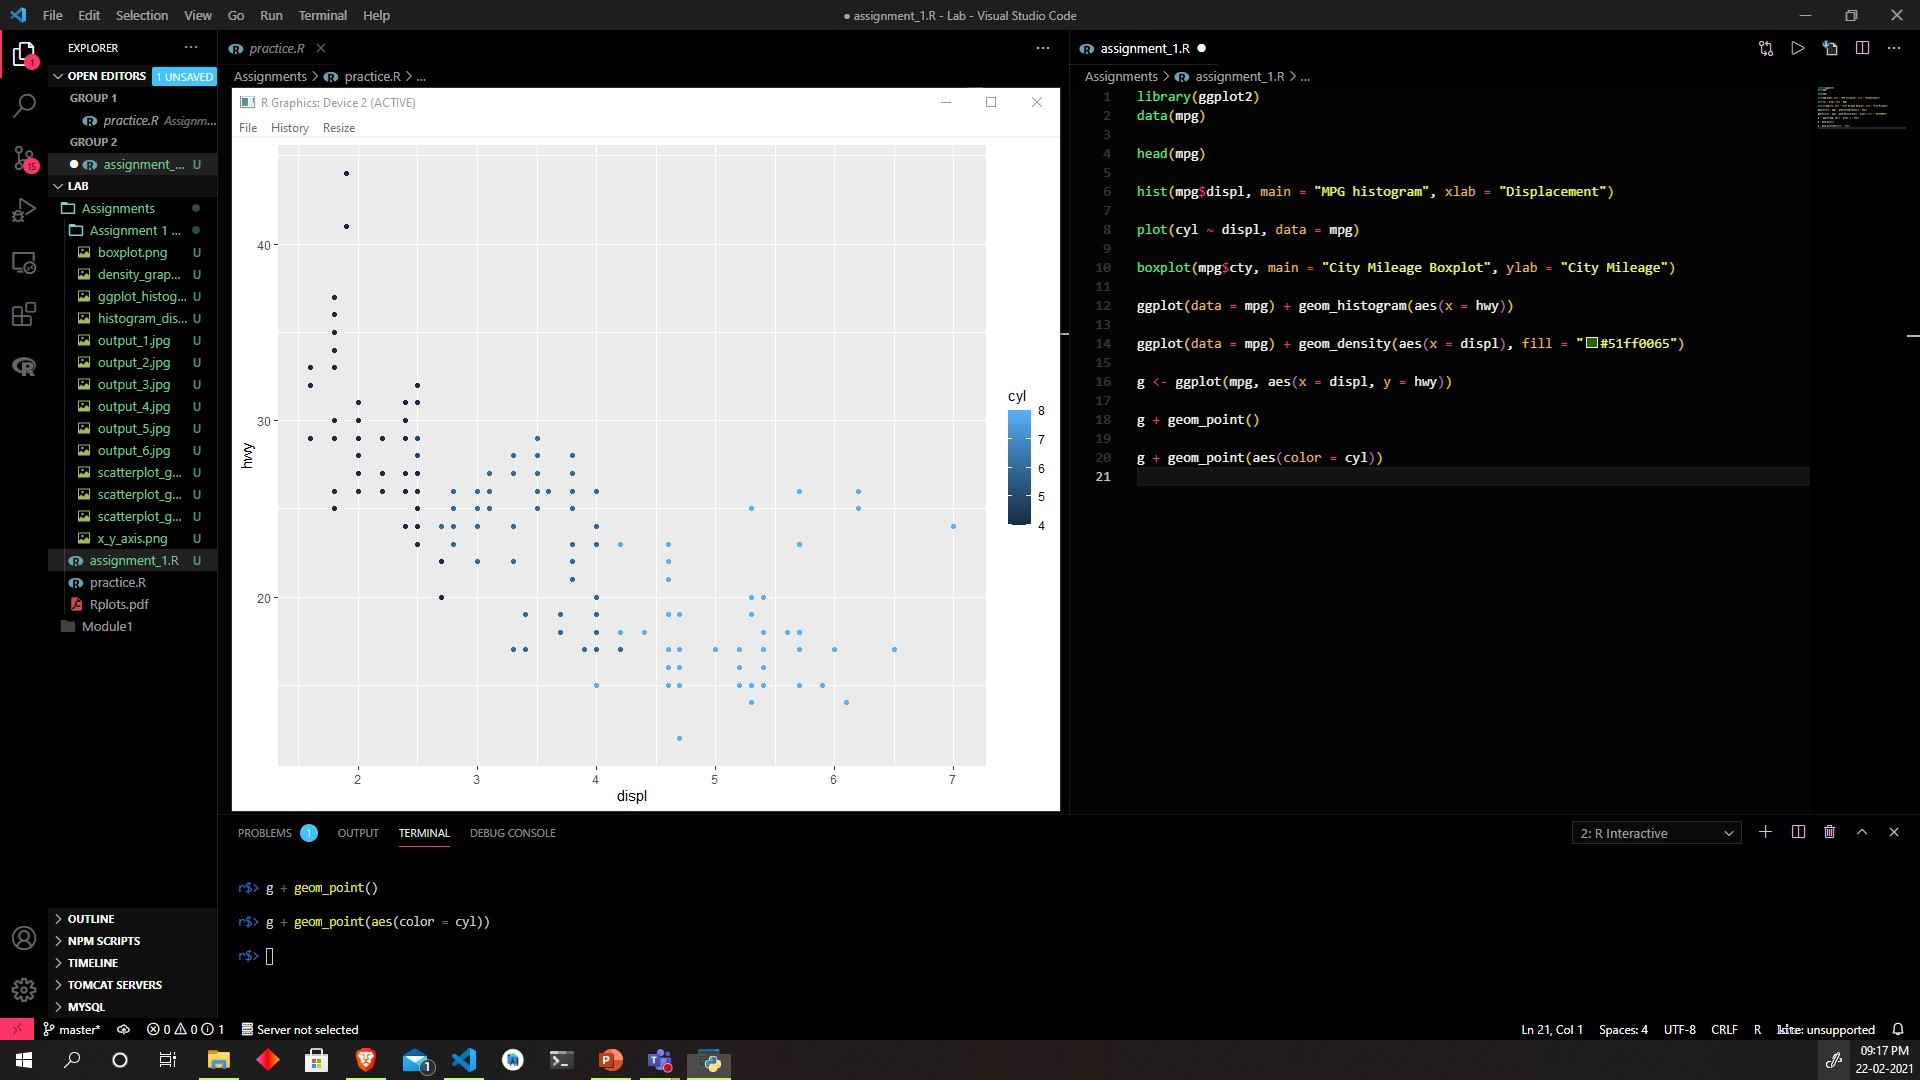 File Edit Selection View Go Run Terminal Help
● assignment_1.R - Lab - Visual Studio Code
EXPLORER
OPEN EDITORS 1 UNSAVED
GROUP 1
practice.R Assignm...
GROUP 2
assignment_... U
LAB
Assignments
Assignment 1 ...
boxplot.png U
density_grap... U
ggplot_histog... U
histogram_dis... U
output_1.jpg U
output_2.jpg U
output_3.jpg U
output_4.jpg U
output_5.jpg U
output_6.jpg U
scatterplot_g... U
scatterplot_g... U
scatterplot_g... U
x_y_axis.png U
assignment_1.R U
practice.R
Rplots.pdf
Module1
OUTLINE
NPM SCRIPTS
TIMELINE
TOMCAT SERVERS
MYSQL
1
15
practice.R
Assignments > practice.R > ...
R Graphics: Device 2 (ACTIVE)
File History Resize
40
30
20
hwy
2 3 4 5 6 7
displ
cyl
8
7
6
5
4
assignment_1.R
Assignments > assignment_1.R > ...
1 library(ggplot2)
2 data(mpg)
3
4 head(mpg)
5
6 hist(mpg$displ, main = "MPG histogram", xlab = "Displacement")
7
8 plot(cyl ~ displ, data = mpg)
9
10 boxplot(mpg$cty, main = "City Mileage Boxplot", ylab = "City Mileage")
11
12 ggplot(data = mpg) + geom_histogram(aes(x = hwy))
13
14 ggplot(data = mpg) + geom_density(aes(x = displ), fill = "#51ff0065")
15
16 g <- ggplot(mpg, aes(x = displ, y = hwy))
17
18 g + geom_point()
19
20 g + geom_point(aes(color = cyl))
21
PROBLEMS 1 OUTPUT TERMINAL DEBUG CONSOLE
2: R Interactive
r$> g + geom_point()
r$> g + geom_point(aes(color = cyl))
r$>
master* 0 0 1 Server not selected
Ln 21, Col 1 Spaces: 4 UTF-8 CRLF R kite: unsupported
1
09:17 PM
22-02-2021